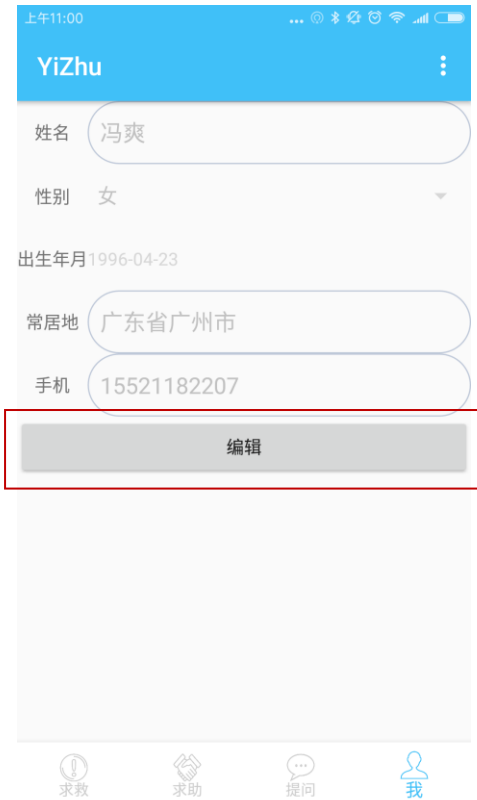 上午11:00
YiZhu
姓名 冯爽
性别 女
出生年月 1996-04-23
常居地 广东省广州市
手机 15521182207
编辑
求救 求助 提问 我